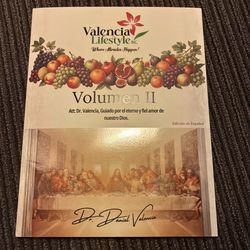 Valencia
Lifestyle
Where Miracles Happen!
Volumen II
Att: Dr. Valencia, Guiado por el eterno y fiel amor de
nuestro Dios.
Edición en Español
Dr. Daniel Valencia